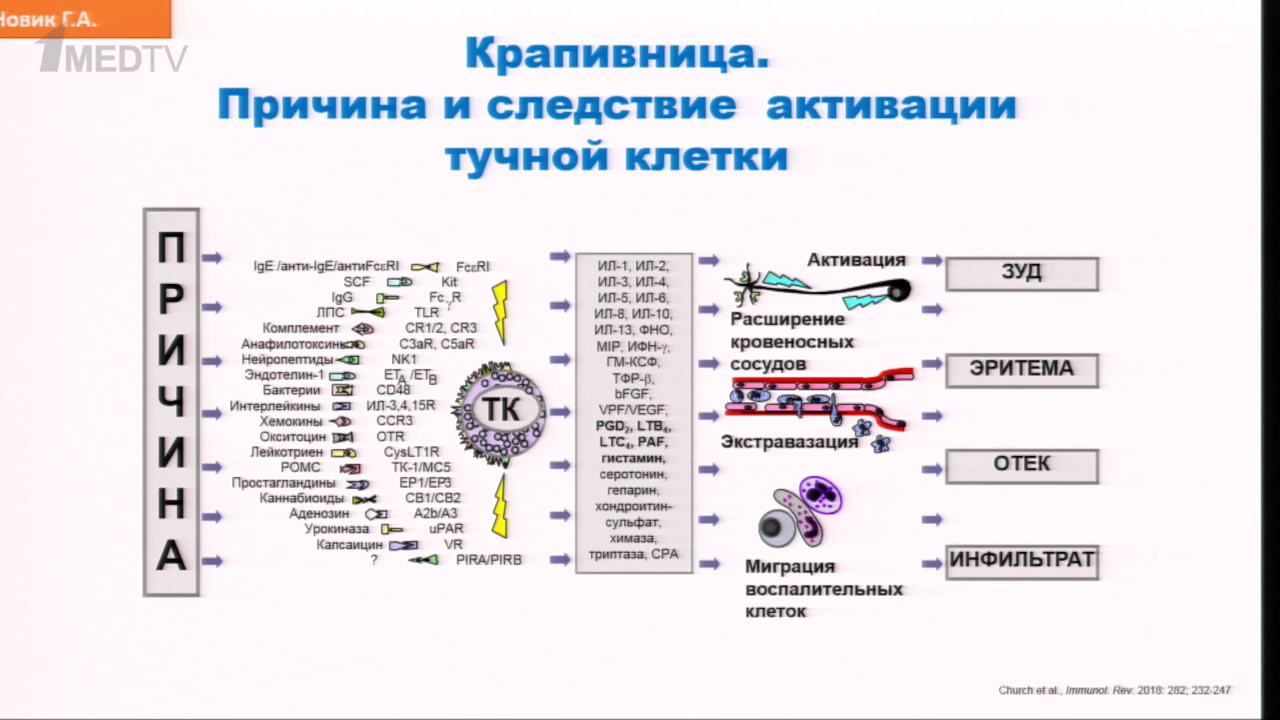 Новик Г.А.
1MEDTV
Крапивница.
Причина и следствие активации
тучной клетки
ПРИЧИНА
IgE /анти-IgE/антиFcεRI FcεRI
SCF Kit
IgG FcγR
ЛПС TLR
Комплемент CR1/2, CR3
Анафилотоксины C3aR, C5aR
Нейропептиды NK1
Эндотелин-1 ETA /ETB
Бактерии CD48
Интерлейкины ИЛ-3,4,15R
Хемокины CCR3
Окситоцин OTR
Лейкотриен CysLT1R
POMC ТК-1/МС5
Простагландины EP1/EP3
Каннабиоиды CB1/CB2
Аденозин A2b/A3
Урокиназа uPAR
Капсаицин VR
? PIRA/PIRB
ТК
ИЛ-1, ИЛ-2,
ИЛ-3, ИЛ-4,
ИЛ-5, ИЛ-6,
ИЛ-8, ИЛ-10,
ИЛ-13, ФНО,
MIP, ИФН-γ,
ГМ-КСФ,
ТФР-β,
bFGF,
VPF/VEGF,
PGD2, LTB4,
LTC4, PAF,
гистамин,
серотонин,
гепарин,
хондроитин-
сульфат,
химаза,
триптаза, CPA
Активация
Расширение
кровеносных
сосудов
Экстравазация
Миграция
воспалительных
клеток
ЗУД
ЭРИТЕМА
ОТЕК
ИНФИЛЬТРАТ
Church et al., Immunol. Rev. 2018: 282; 232-247